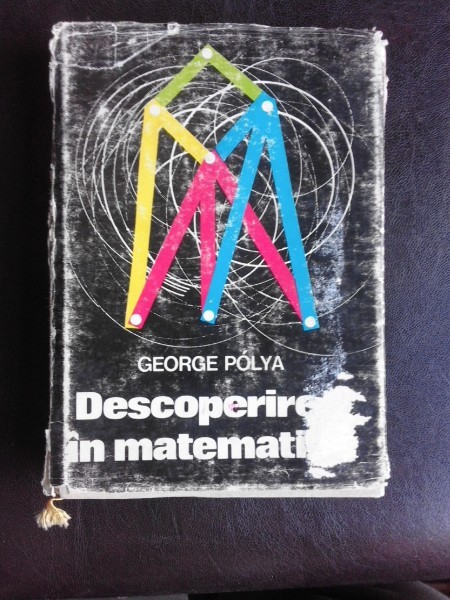 GEORGE PÓLYA
Descoperire
în matemati